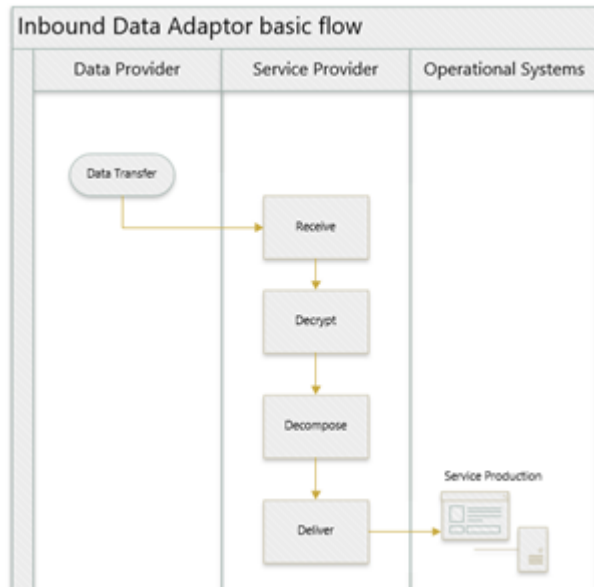 Inbound Data Adaptor basic flow
Data Provider
Service Provider
Operational Systems
Data Transfer
Receive
Decrypt
Decompose
Service Production
Deliver